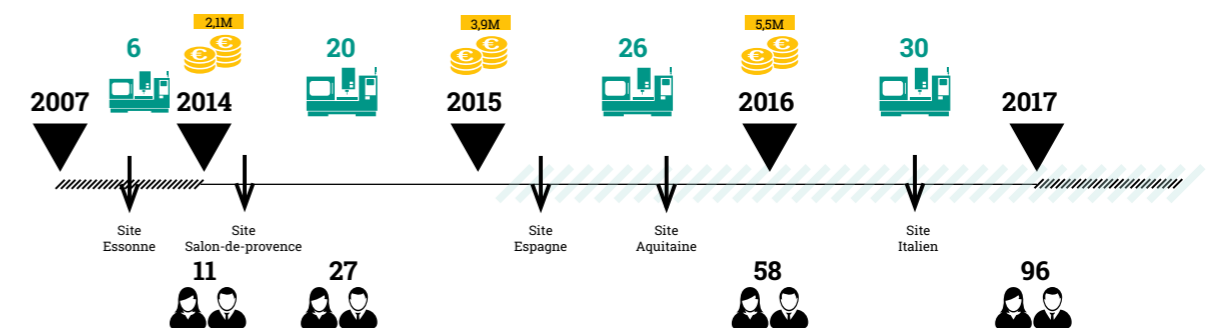 2,1M
3,9M
5,5M
6
20
26
30
2007
2014
2015
2016
2017
Site
Essonne
Site
Salon-de-provence
Site
Espagne
Site
Aquitaine
Site
Italien
11
27
58
96